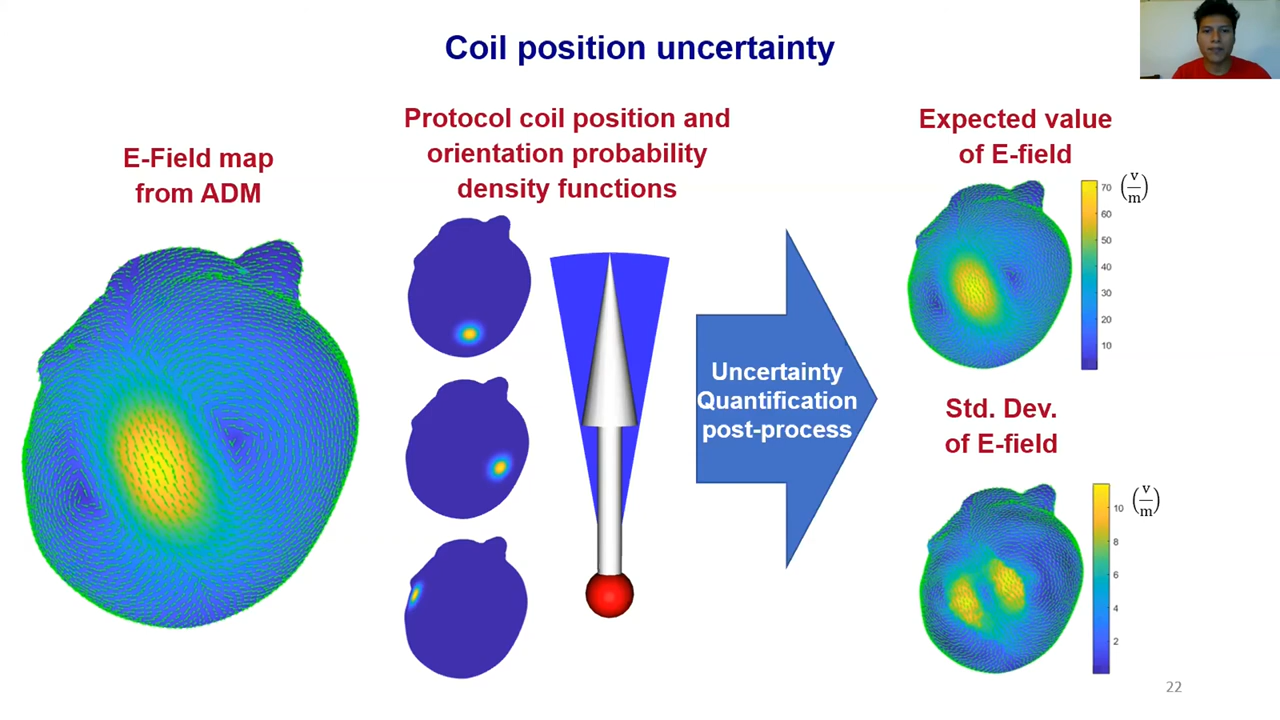 Coil position uncertainty
E-Field map
from ADM
Protocol coil position and
orientation probability
density functions
Uncertainty
Quantification
post-process
Expected value
of E-field
70
60
50
40
30
20
10
(v/m)
Std. Dev.
of E-field
10
8
6
4
2
(v/m)
22